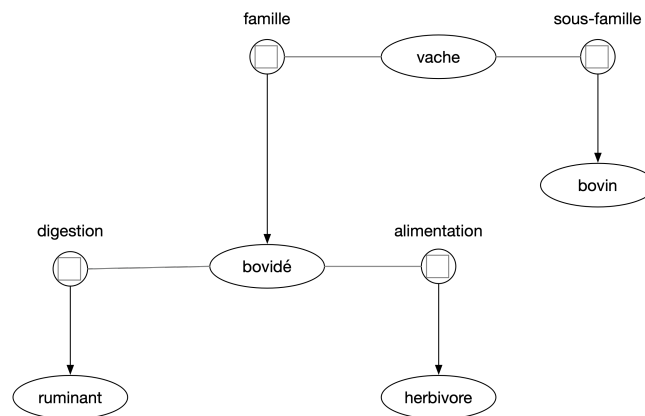 famille
sous-famille
vache
bovin
digestion
alimentation
bovidé
ruminant
herbivore